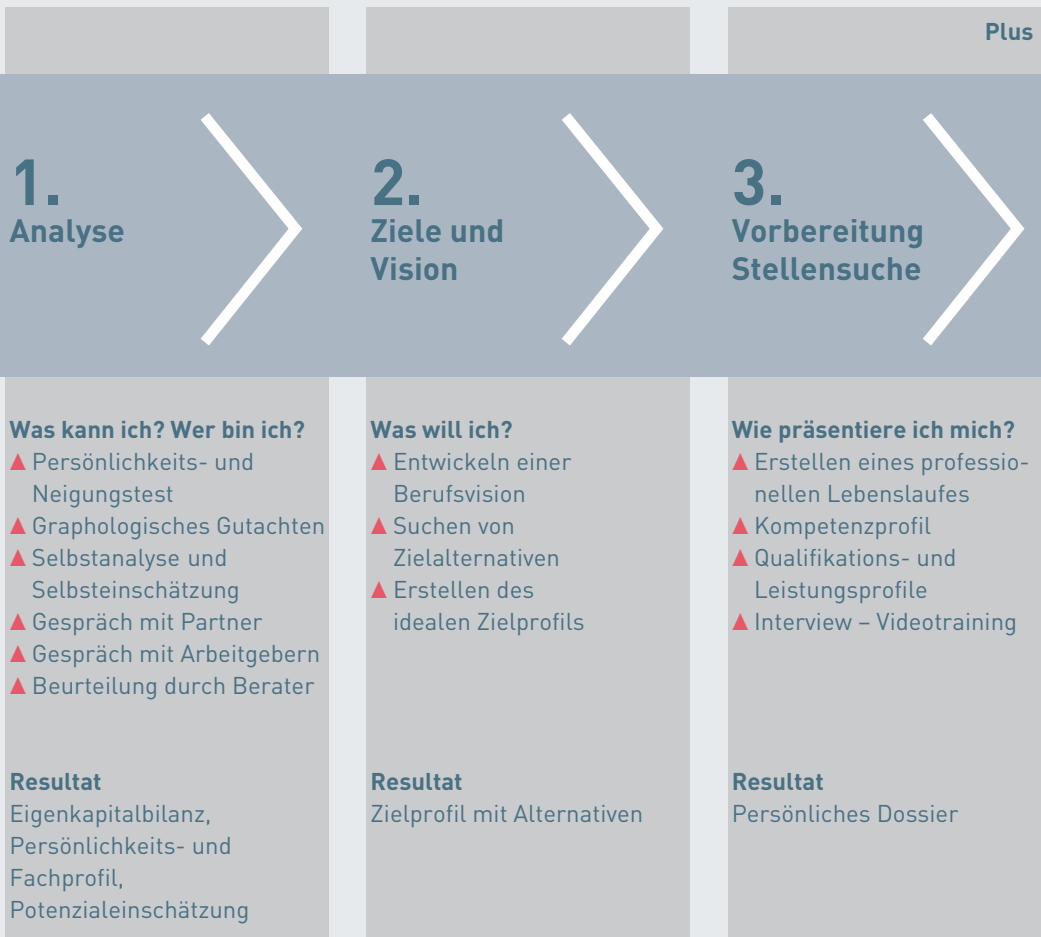 Plus
1.
Analyse
2.
Ziele und
Vision
3.
Vorbereitung
Stellensuche
Was kann ich? Wer bin ich?
Persönlichkeits- und
Neigungstest
Graphologisches Gutachten
Selbstanalyse und
Selbsteinschätzung
Gespräch mit Partner
Gespräch mit Arbeitgebern
Beurteilung durch Berater
Resultat
Eigenkapitalbilanz,
Persönlichkeits- und
Fachprofil,
Potenzialeinschätzung
Was will ich?
Entwickeln einer
Berufsvision
Suchen von
Zielalternativen
Erstellen des
idealen Zielprofils
Resultat
Zielprofil mit Alternativen
Wie präsentiere ich mich?
Erstellen eines professio-
nellen Lebenslaufes
Kompetenzprofil
Qualifikations- und
Leistungsprofile
Interview – Videotraining
Resultat
Persönliches Dossier